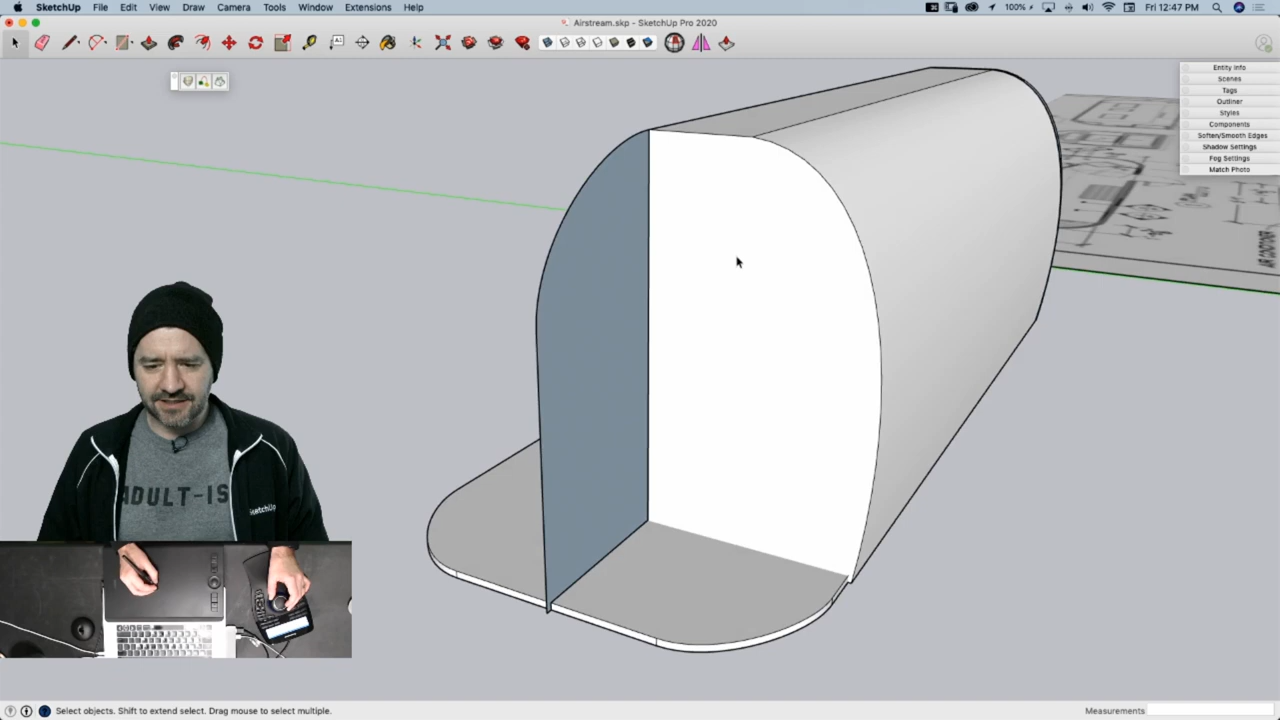 SketchUp File Edit View Draw Camera Tools Window Extensions Help
100% Fri 12:47 PM
Airstream.skp - SketchUp Pro 2020
Entity Info
Scenes
Tags
Outliner
Styles
Components
Soften/Smooth Edges
Shadow Settings
Fog Settings
Match Photo
ADULT-IS
SketchUp
Select objects. Shift to extend select. Drag mouse to select multiple.
Measurements